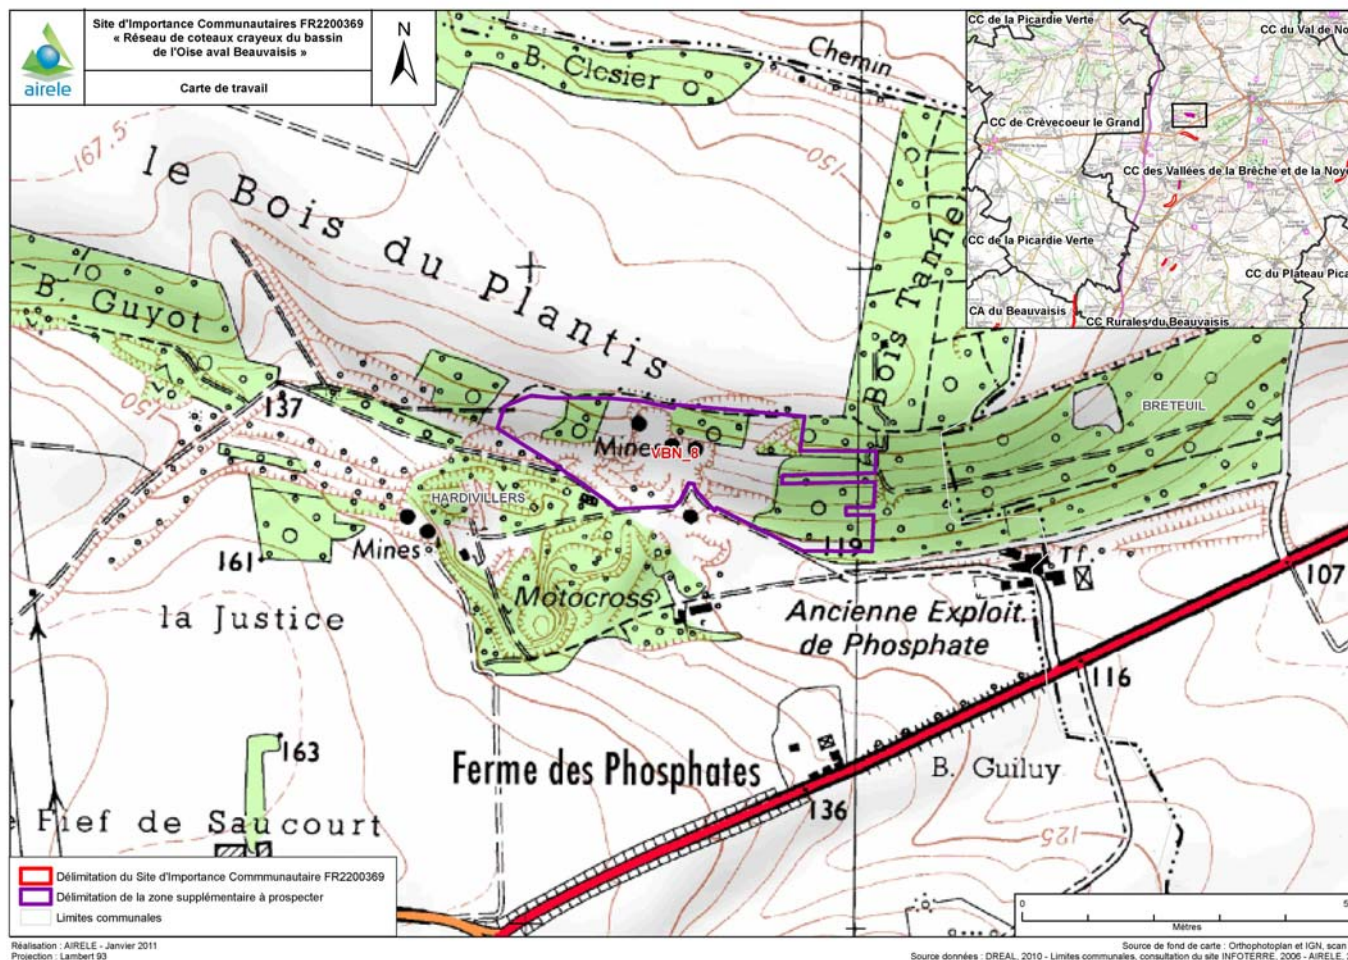 airele
Site d'Importance Communautaires FR2200369
« Réseau de coteaux crayeux du bassin
de l'Oise aval Beauvaisis »
Carte de travail
N
CC de la Picardie Verte
CC du Val de No
CC de Crèvecoeur le Grand
CC des Vallées de la Brêche et de la Noye
CC de la Picardie Verte
CC du Plateau Pica
CA du Beauvaisis
CC Rurales du Beauvaisis
B. Closier
Chemin
167,5
150
le Bois du Plantis
Bois Tannel
B. Guyot
150
137
Mines
VBN_8
BRETEUIL
HARDIVILLERS
Mines
161
119
Tf.
107
Motocross
la Justice
Ancienne Exploit.
de Phosphate
116
163
Ferme des Phosphates
B. Guiluy
136
125
Fief de Saucourt
Délimitation du Site d'Importance Commmunautaire FR2200369
Délimitation de la zone supplémentaire à prospecter
Limites communales
0
5
Mètres
Réalisation : AIRELE - Janvier 2011
Projection : Lambert 93
Source de fond de carte : Orthophotoplan et IGN, scan
Source données : DREAL, 2010 - Limites communales, consultation du site INFOTERRE, 2006 - AIRELE, 2